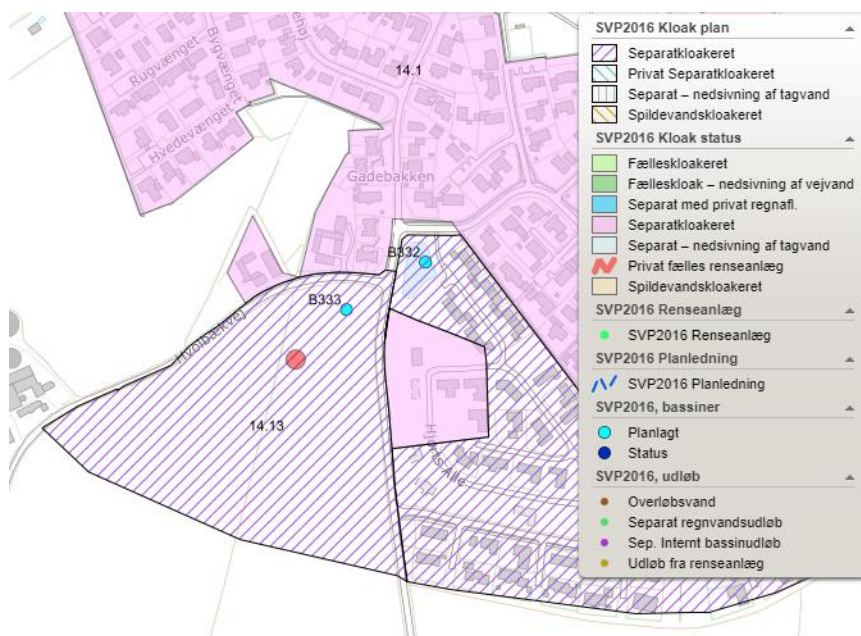 Rugvænget
Bygvænget
Hvedevænget
14.1
Gadebakken
B332
B333
Hvolbækvej
14.13
Hjorts Alle
SVP2016 Kloak plan
Separatkloakeret
Privat Separatkloakeret
Separat – nedsivning af tagvand
Spildevandskloakeret
SVP2016 Kloak status
Fælleskloakeret
Fælleskloak – nedsivning af vejvand
Separat med privat regnafl.
Separatkloakeret
Separat – nedsivning af tagvand
Privat fælles renseanlæg
Spildevandskloakeret
SVP2016 Renseanlæg
SVP2016 Renseanlæg
SVP2016 Planledning
SVP2016 Planledning
SVP2016, bassiner
Planlagt
Status
SVP2016, udløb
Overløbsvand
Separat regnvandsudløb
Sep. Internt bassinudløb
Udløb fra renseanlæg